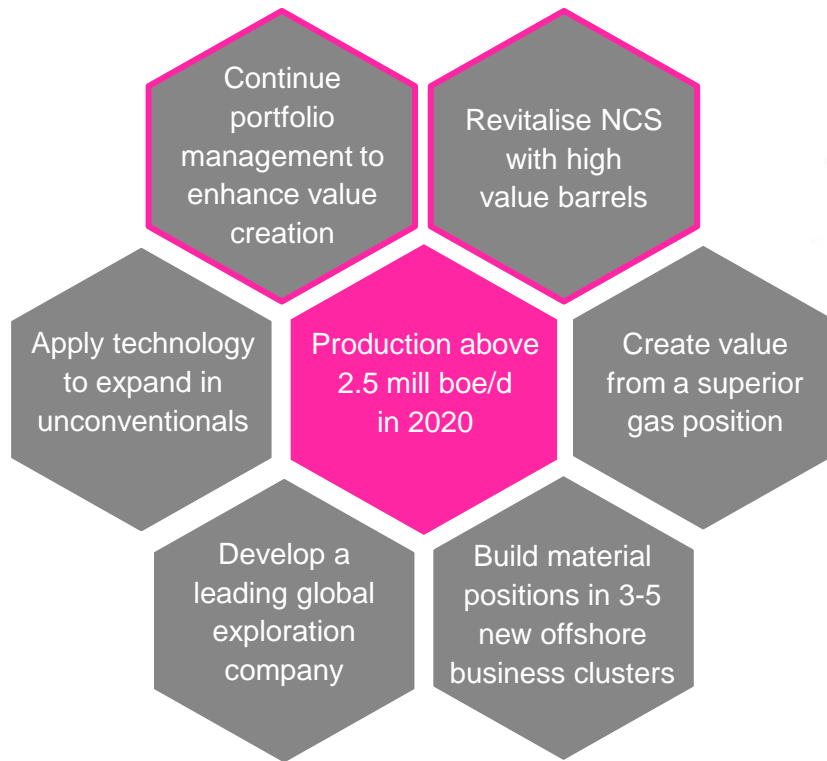 Continue
portfolio
management to
enhance value
creation
Revitalise NCS
with high
value barrels
Apply technology
to expand in
unconventionals
Production above
2.5 mill boe/d
in 2020
Create value
from a superior
gas position
Develop a
leading global
exploration
company
Build material
positions in 3-5
new offshore
business clusters